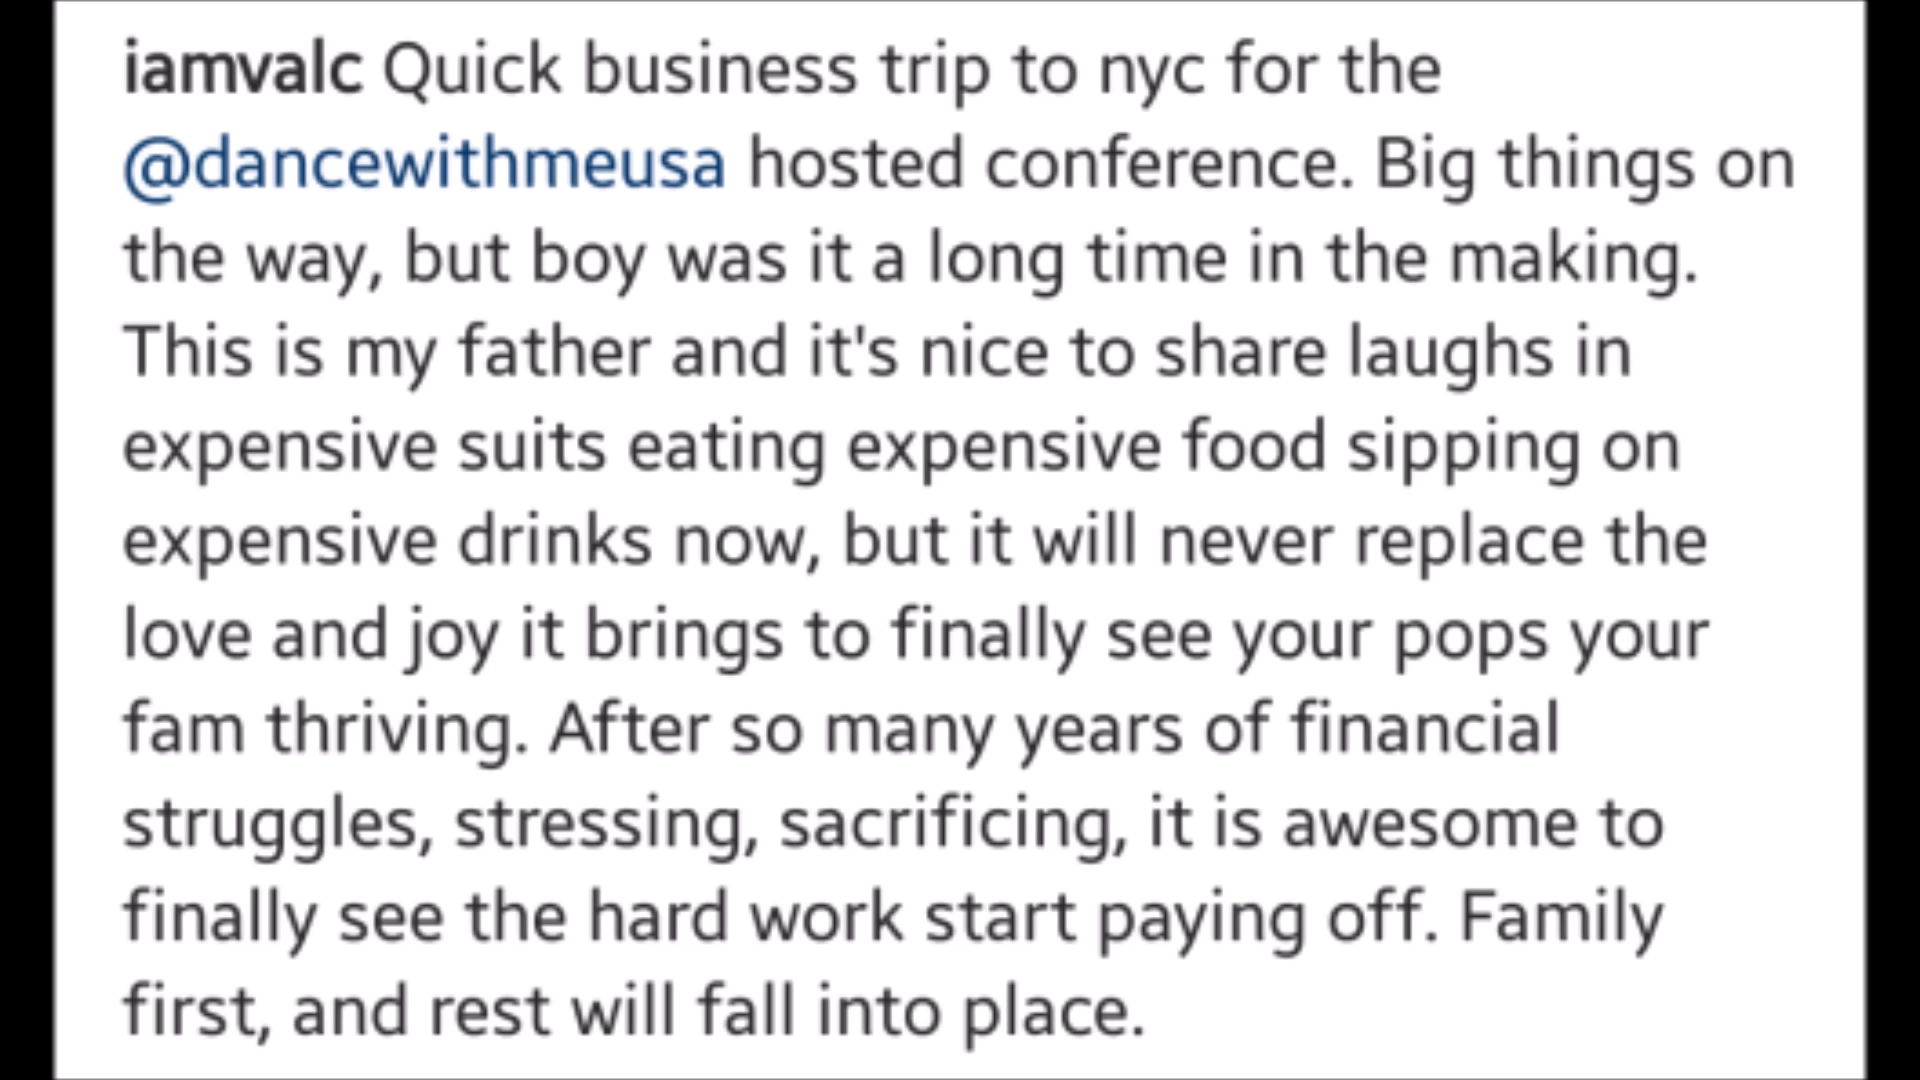 iamvalc Quick business trip to nyc for the
@dancewithmeusa hosted conference. Big things on
the way, but boy was it a long time in the making.
This is my father and it's nice to share laughs in
expensive suits eating expensive food sipping on
expensive drinks now, but it will never replace the
love and joy it brings to finally see your pops your
fam thriving. After so many years of financial
struggles, stressing, sacrificing, it is awesome to
finally see the hard work start paying off. Family
first, and rest will fall into place.